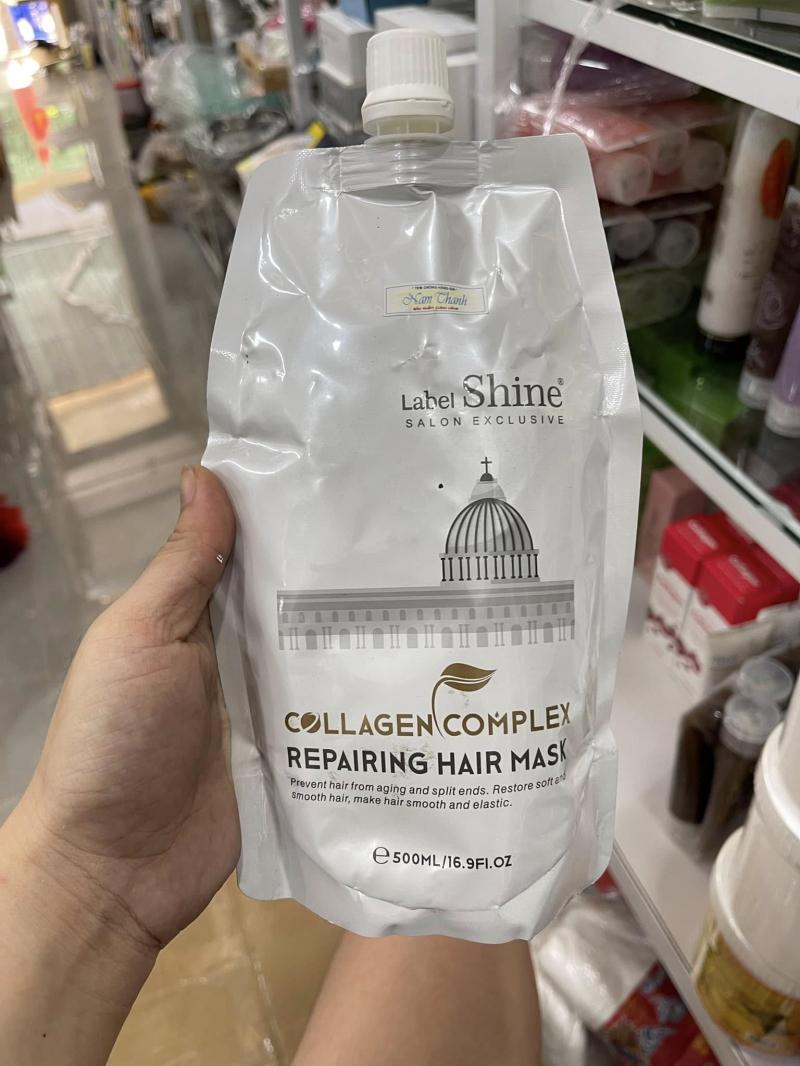 Nam Thanh
Label Shine®
SALON EXCLUSIVE
COLLAGEN COMPLEX
REPAIRING HAIR MASK
Prevent hair from aging and split ends. Restore soft and
smooth hair, make hair smooth and elastic.
℮ 500ML/16.9Fl.OZ